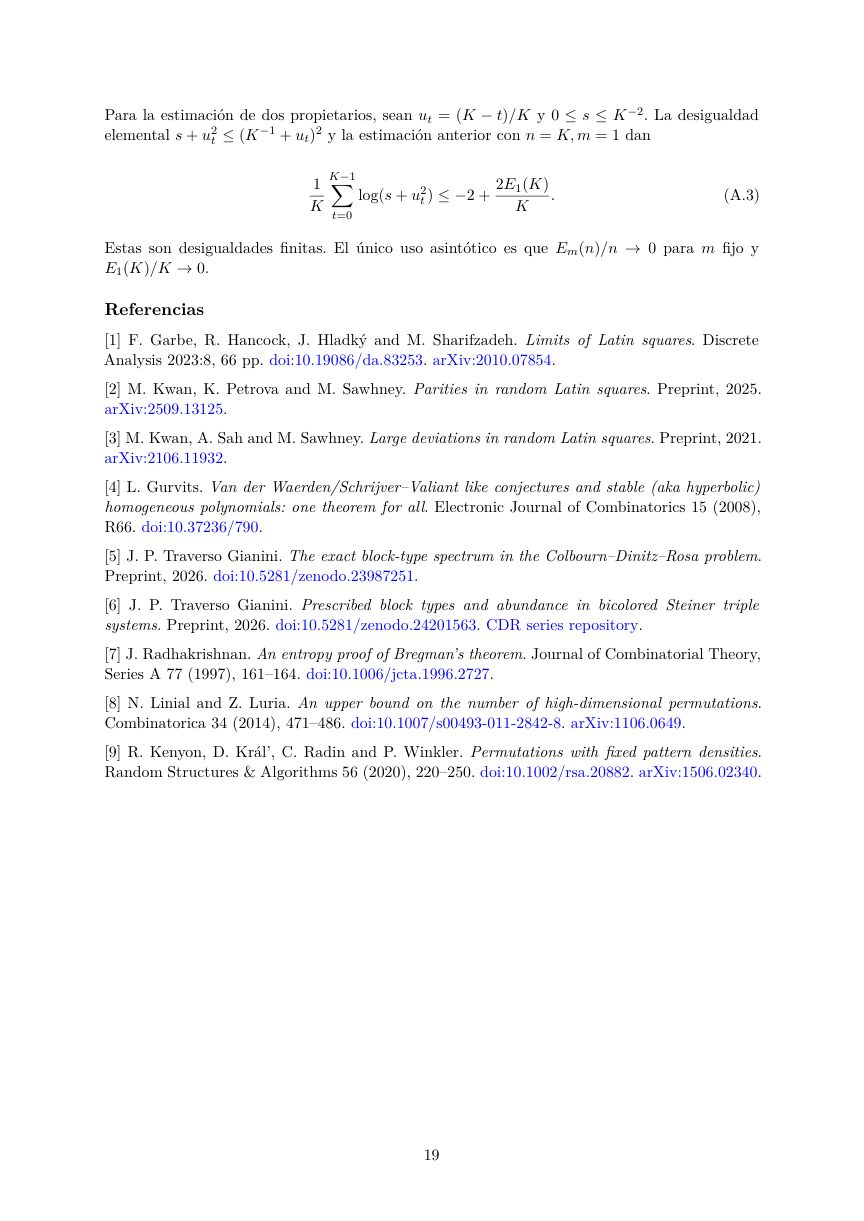 Para la estimación de dos propietarios, sean u_t = (K − t)/K y 0 ≤ s ≤ K^{−2}. La desigualdad
elemental s + u_t^2 ≤ (K^{−1} + u_t)^2 y la estimación anterior con n = K, m = 1 dan
\frac{1}{K} \sum_{t=0}^{K−1} log(s + u_t^2) ≤ −2 + \frac{2E_1(K)}{K}. (A.3)
Estas son desigualdades finitas. El único uso asintótico es que E_m(n)/n → 0 para m fijo y
E_1(K)/K → 0.
Referencias
[1] F. Garbe, R. Hancock, J. Hladký and M. Sharifzadeh. Limits of Latin squares. Discrete
Analysis 2023:8, 66 pp. doi:10.19086/da.83253. arXiv:2010.07854.
[2] M. Kwan, K. Petrova and M. Sawhney. Parities in random Latin squares. Preprint, 2025.
arXiv:2509.13125.
[3] M. Kwan, A. Sah and M. Sawhney. Large deviations in random Latin squares. Preprint, 2021.
arXiv:2106.11932.
[4] L. Gurvits. Van der Waerden/Schrijver–Valiant like conjectures and stable (aka hyperbolic)
homogeneous polynomials: one theorem for all. Electronic Journal of Combinatorics 15 (2008),
R66. doi:10.37236/790.
[5] J. P. Traverso Gianini. The exact block-type spectrum in the Colbourn–Dinitz–Rosa problem.
Preprint, 2026. doi:10.5281/zenodo.23987251.
[6] J. P. Traverso Gianini. Prescribed block types and abundance in bicolored Steiner triple
systems. Preprint, 2026. doi:10.5281/zenodo.24201563. CDR series repository.
[7] J. Radhakrishnan. An entropy proof of Bregman's theorem. Journal of Combinatorial Theory,
Series A 77 (1997), 161–164. doi:10.1006/jcta.1996.2727.
[8] N. Linial and Z. Luria. An upper bound on the number of high-dimensional permutations.
Combinatorica 34 (2014), 471–486. doi:10.1007/s00493-011-2842-8. arXiv:1106.0649.
[9] R. Kenyon, D. Král', C. Radin and P. Winkler. Permutations with fixed pattern densities.
Random Structures & Algorithms 56 (2020), 220–250. doi:10.1002/rsa.20882. arXiv:1506.02340.
19